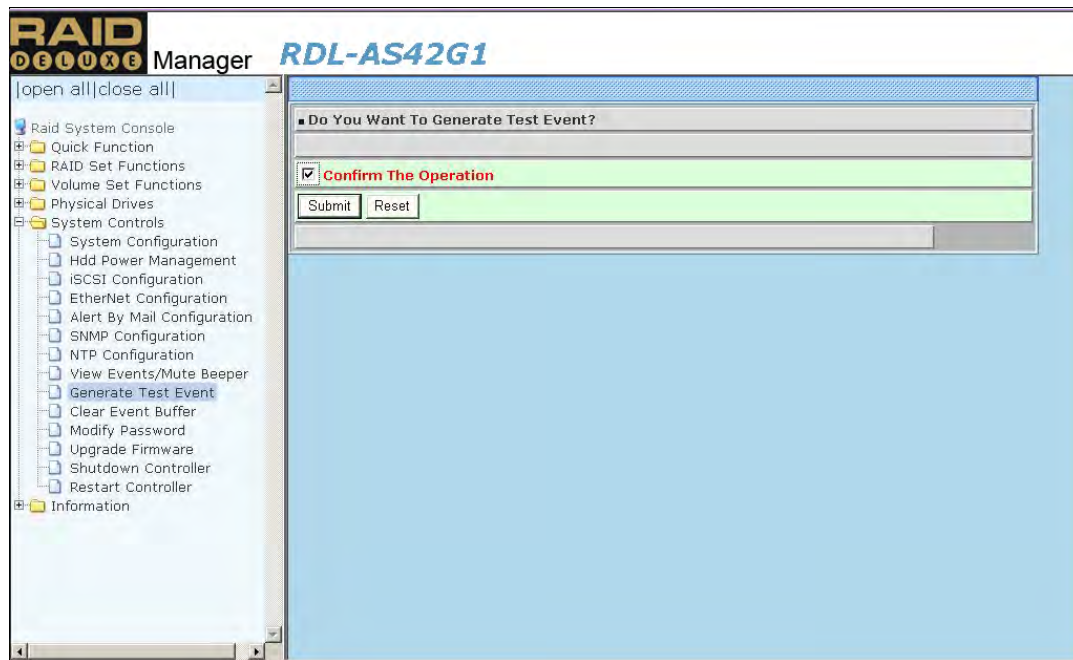 RAID
DELUXE Manager
RDL-AS42G1
|open all|close all|
Raid System Console
Quick Function
RAID Set Functions
Volume Set Functions
Physical Drives
System Controls
System Configuration
Hdd Power Management
iSCSI Configuration
EtherNet Configuration
Alert By Mail Configuration
SNMP Configuration
NTP Configuration
View Events/Mute Beeper
Generate Test Event
Clear Event Buffer
Modify Password
Upgrade Firmware
Shutdown Controller
Restart Controller
Information
Do You Want To Generate Test Event?
Confirm The Operation
Submit Reset